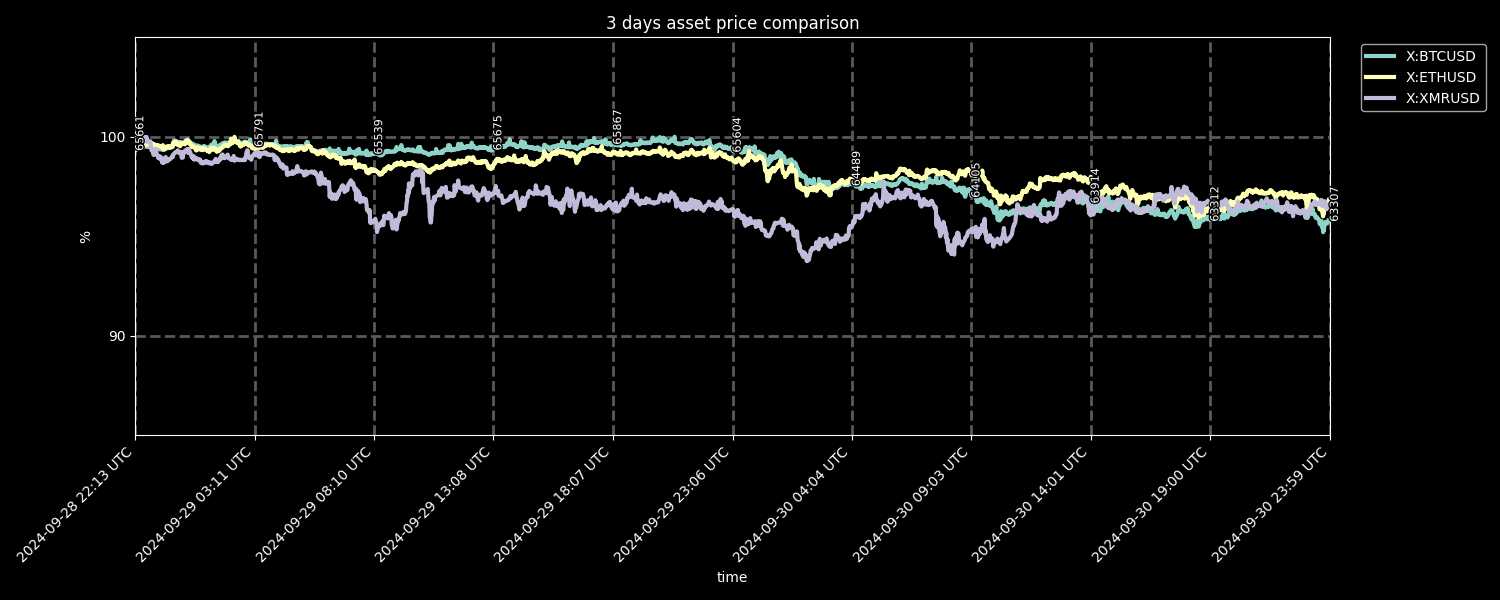 3 days asset price comparison
X:BTCUSD
X:ETHUSD
X:XMRUSD
100
90
%
65661
65791
65539
65675
65867
65604
64489
64105
63914
63312
63307
2024-09-28 22:13 UTC
2024-09-29 03:11 UTC
2024-09-29 08:10 UTC
2024-09-29 13:08 UTC
2024-09-29 18:07 UTC
2024-09-29 23:06 UTC
2024-09-30 04:04 UTC
2024-09-30 09:03 UTC
2024-09-30 14:01 UTC
2024-09-30 19:00 UTC
2024-09-30 23:59 UTC
time